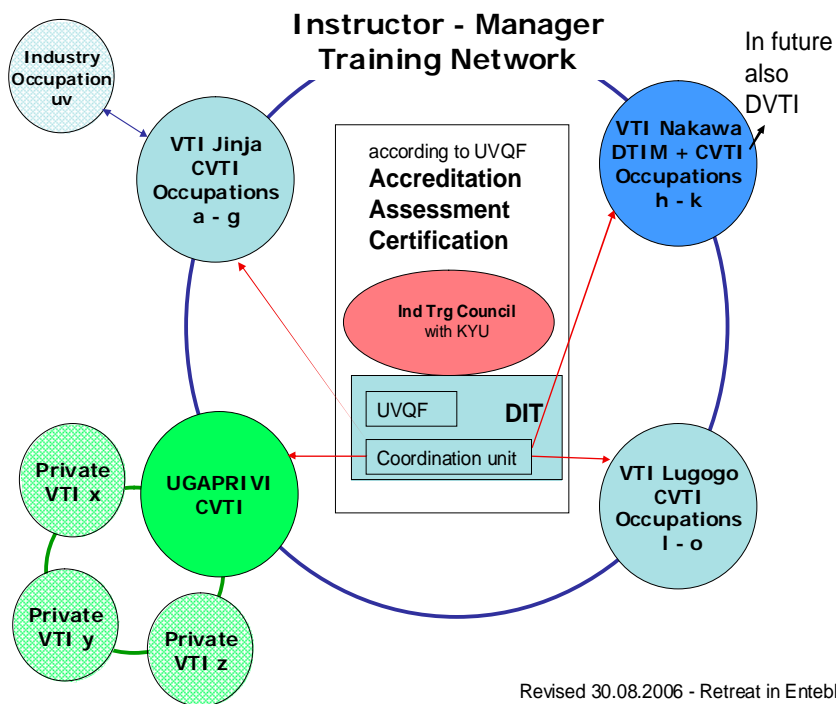 Instructor - Manager
Training Network
Industry
Occupation
uv
In future
also
DVTI
VTI Jinja
CVTI
Occupations
a - g
according to UVQF
Accreditation
Assessment
Certification
VTI Nakawa
DTIM + CVTI
Occupations
h - k
Ind Trg Council
with KYU
UVQF
DIT
Coordination unit
UGAPRIVI
CVTI
VTI Lugogo
CVTI
Occupations
l - o
Private
VTI x
Private
VTI y
Private
VTI z
Revised 30.08.2006 - Retreat in